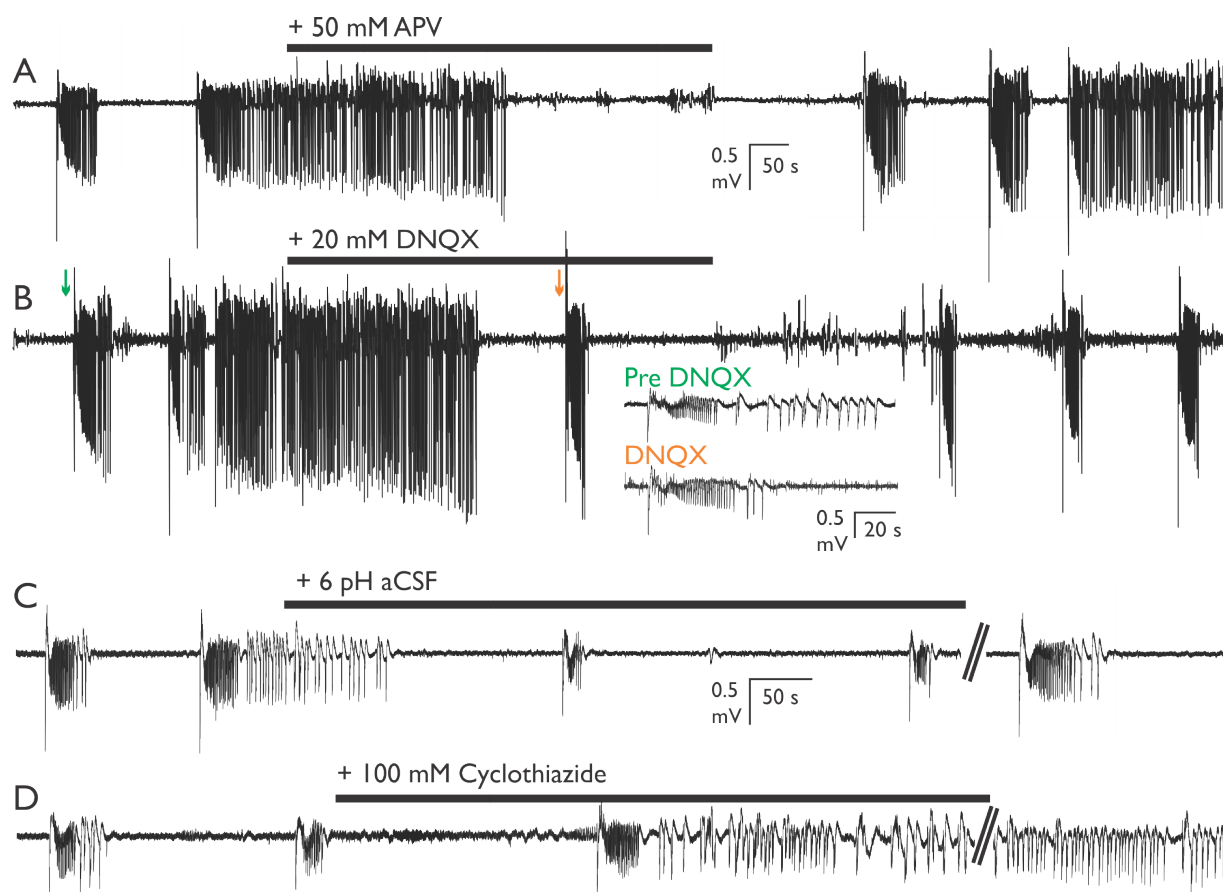 + 50 mM APV
A
0.5
mV
50 s
+ 20 mM DNQX
B
Pre DNQX
DNQX
0.5
mV
20 s
+ 6 pH aCSF
C
0.5
mV
50 s
+ 100 mM Cyclothiazide
D